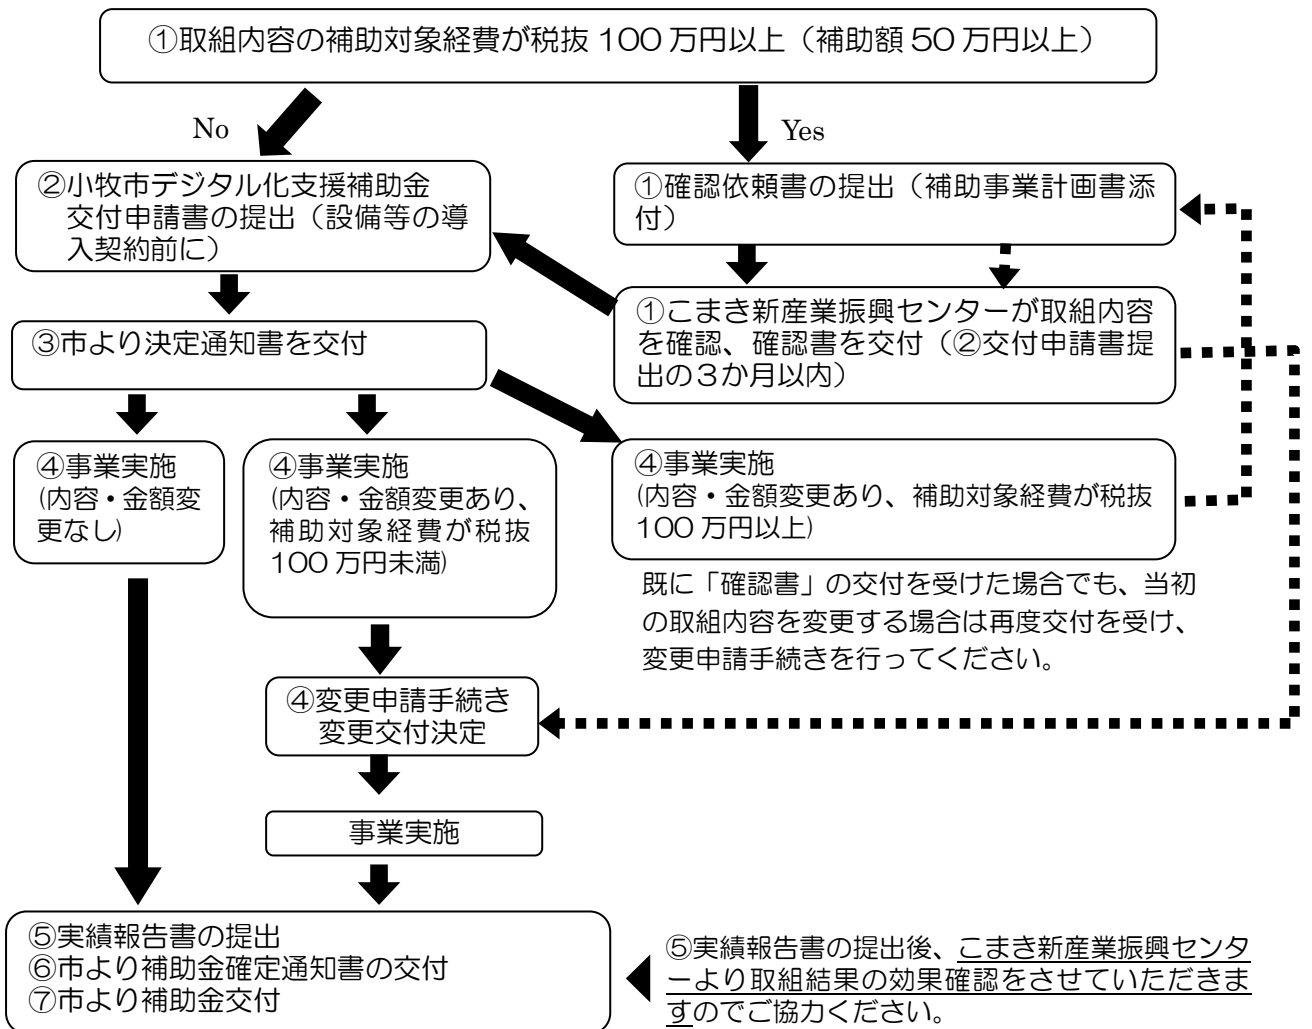 ①取組内容の補助対象経費が税抜 100 万円以上（補助額 50 万円以上）
No
Yes
②小牧市デジタル化支援補助金
交付申請書の提出（設備等の導
入契約前に）
①確認依頼書の提出（補助事業計画書添
付）
①こまき新産業振興センターが取組内容
を確認、確認書を交付（②交付申請書提
出の３か月以内）
③市より決定通知書を交付
④事業実施
(内容・金額変
更なし)
④事業実施
(内容・金額変更あり、
補助対象経費が税抜
100 万円未満)
④事業実施
(内容・金額変更あり、補助対象経費が税抜
100 万円以上)
既に「確認書」の交付を受けた場合でも、当初
の取組内容を変更する場合は再度交付を受け、
変更申請手続きを行ってください。
④変更申請手続き
変更交付決定
事業実施
⑤実績報告書の提出
⑥市より補助金確定通知書の交付
⑦市より補助金交付
⑤実績報告書の提出後、こまき新産業振興センタ
ーより取組結果の効果確認をさせていただきま
すのでご協力ください。